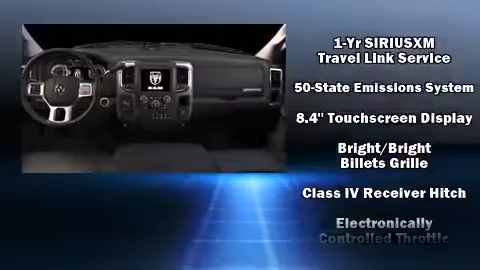 1-Yr SIRIUSXM
Travel Link Service
50-State Emissions System
8.4" Touchscreen Display
Bright/Bright
Billets Grille
Class IV Receiver Hitch
Electronically
Controlled Throttle
RAM